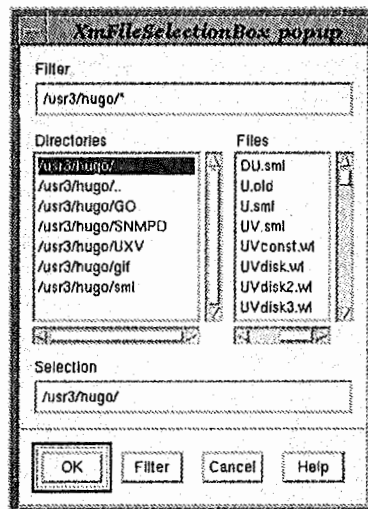 XmFileSelectionBox_popup
Filter
/usr3/hugo/*
Directories
Files
/usr3/hugo/.
/usr3/hugo/..
/usr3/hugo/GO
/usr3/hugo/SNMPD
/usr3/hugo/UXV
/usr3/hugo/gif
/usr3/hugo/sml
DU.sml
U.old
U.sml
UV.sml
UVconst.wl
UVdisk.wl
UVdisk2.wl
UVdisk3.wl
Selection
/usr3/hugo/
OK
Filter
Cancel
Help